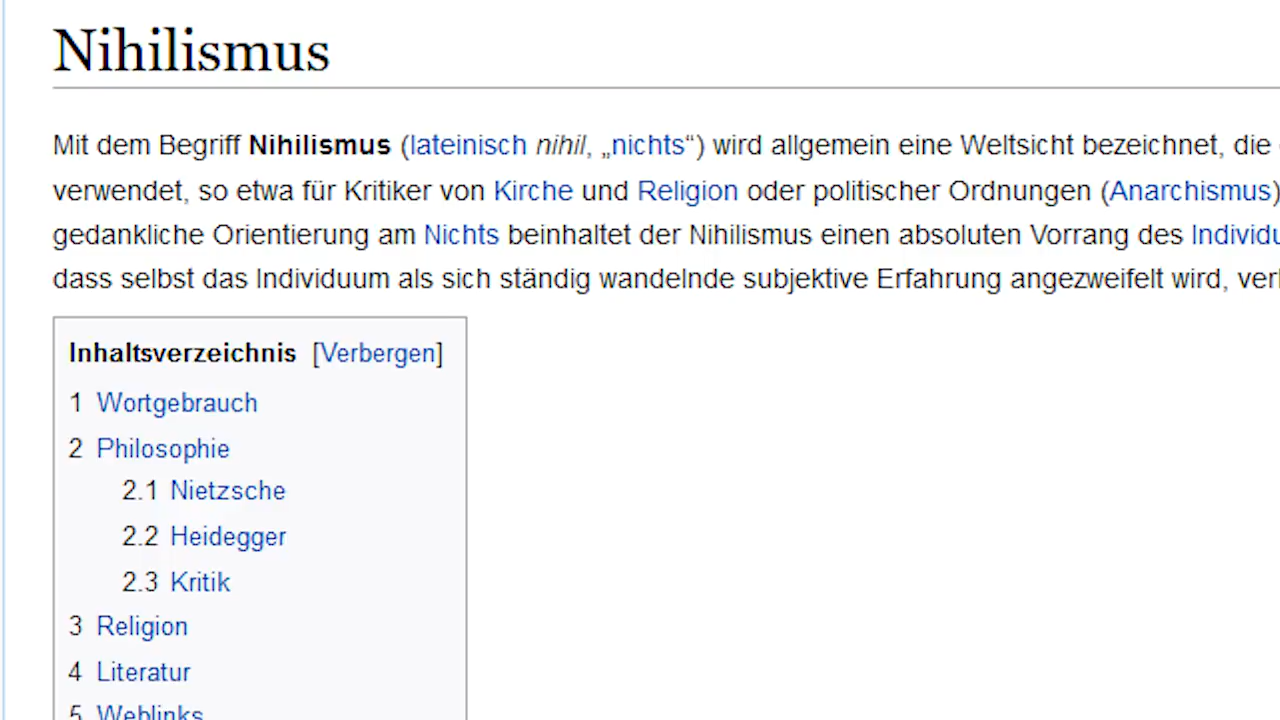 Nihilismus
Mit dem Begriff Nihilismus (lateinisch nihil, „nichts“) wird allgemein eine Weltsicht bezeichnet, die
verwendet, so etwa für Kritiker von Kirche und Religion oder politischer Ordnungen (Anarchismus)
gedankliche Orientierung am Nichts beinhaltet der Nihilismus einen absoluten Vorrang des
dass selbst das Individuum als sich ständig wandelnde subjektive Erfahrung angezweifelt wird,
Inhaltsverzeichnis [Verbergen]
1 Wortgebrauch
2 Philosophie
2.1 Nietzsche
2.2 Heidegger
2.3 Kritik
3 Religion
4 Literatur
5 Weblinks